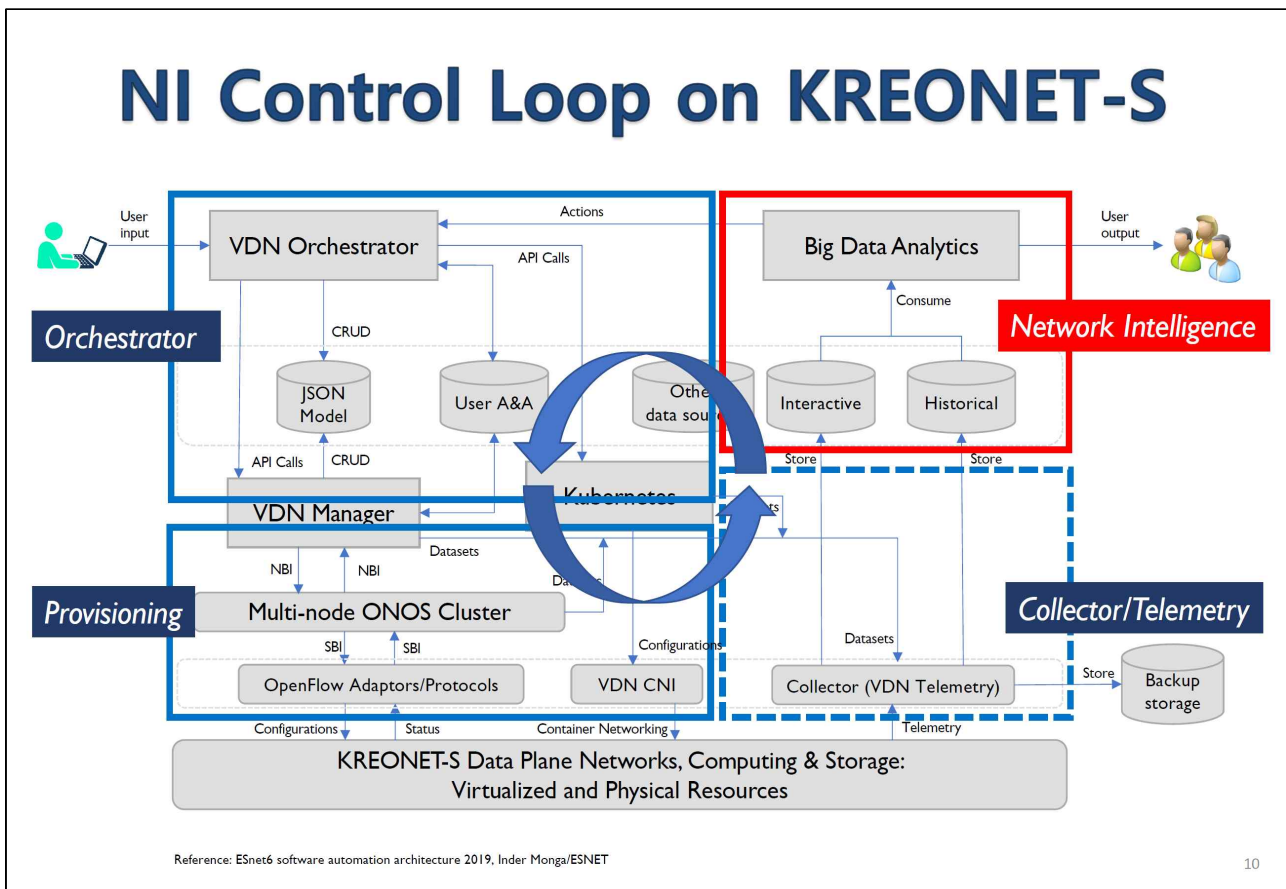 NI Control Loop on KREONET-S
User
input
VDN Orchestrator
Actions
Big Data Analytics
User
output
API Calls
Consume
Orchestrator
CRUD
Network Intelligence
JSON
Model
User A&A
data
Interactive
Historical
API Calls
CRUD
Store
Store
VDN Manager
Kubernetes
Datasets
NBI
NBI
Provisioning
Multi-node ONOS Cluster
Collector/Telemetry
SBI
SBI
Configurations
Datasets
OpenFlow Adaptors/Protocols
VDN CNI
Collector (VDN Telemetry)
Store
Backup
storage
Configurations
Status
Container Networking
Telemetry
KREONET-S Data Plane Networks, Computing & Storage:
Virtualized and Physical Resources
Reference: ESnet6 software automation architecture 2019, Inder Monga/ESNET
10